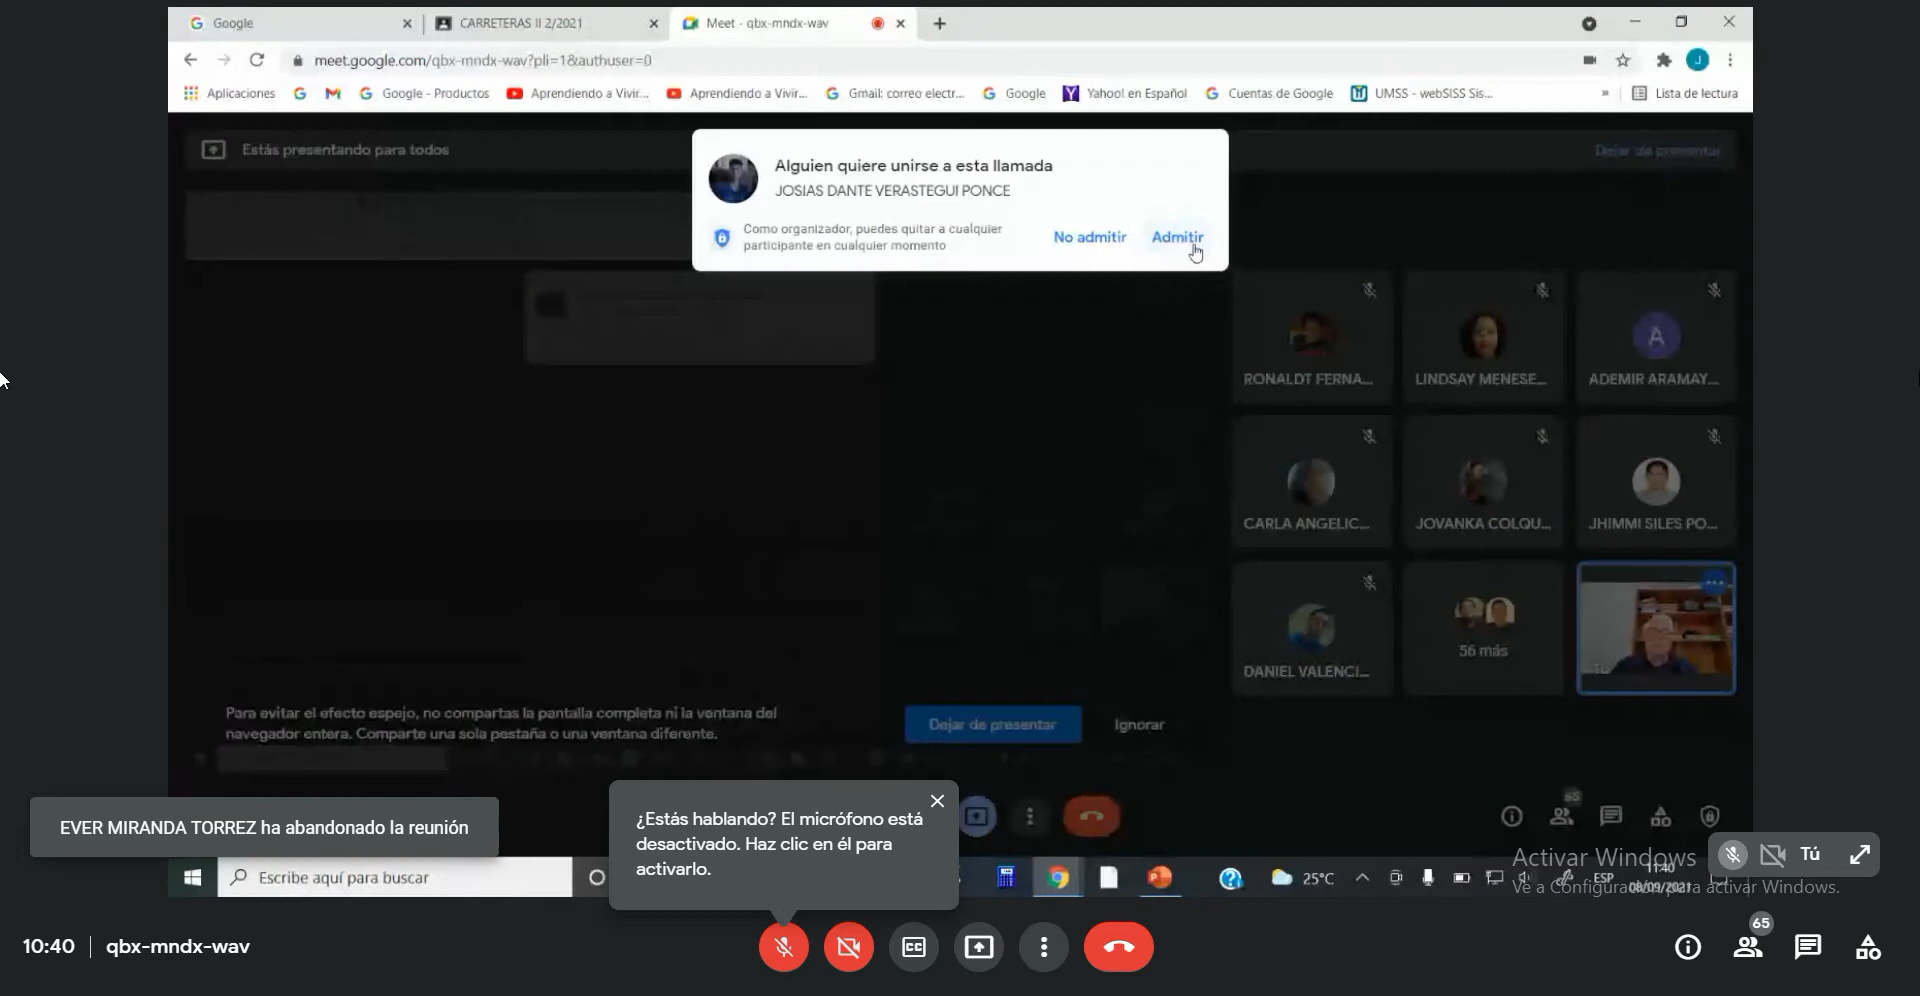 Google
CARRETERAS II 2/2021
Meet - qbx-mndx-wav
meet.google.com/qbx-mndx-wav?pli=1&authuser=0
J
Aplicaciones
Google - Productos
Aprendiendo a Vivir...
Aprendiendo a Vivir...
Gmail: correo electr...
Google
Yahoo! en Español
Cuentas de Google
UMSS - webSISS Sis...
»
Lista de lectura
Estás presentando para todos
Dejar de presentar
Alguien quiere unirse a esta llamada
JOSIAS DANTE VERASTEGUI PONCE
Como organizador, puedes quitar a cualquier
participante en cualquier momento
No admitir
Admitir
RONALDT FERNA...
LINDSAY MENESE...
A
ADEMIR ARAMAY...
CARLA ANGELIC...
JOVANKA COLQU...
JHIMMI SILES PO...
DANIEL VALENCI...
56 más
Tú
Para evitar el efecto espejo, no compartas la pantalla completa ni la ventana del
navegador entera. Comparte una sola pestaña o una ventana diferente.
Dejar de presentar
Ignorar
65
EVER MIRANDA TORREZ ha abandonado la reunión
¿Estás hablando? El micrófono está
desactivado. Haz clic en él para
activarlo.
Escribe aquí para buscar
25°C
ESP
11:40
08/09/2021
Activar Windows
Ve a Configuración para activar Windows.
Tú
10:40
qbx-mndx-wav
65